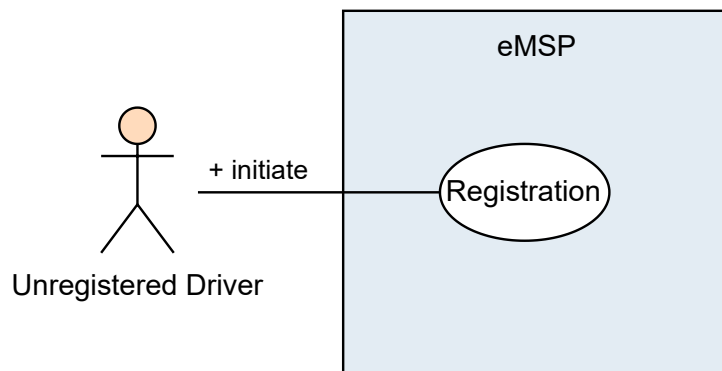 eMSP
+ initiate
Registration
Unregistered Driver